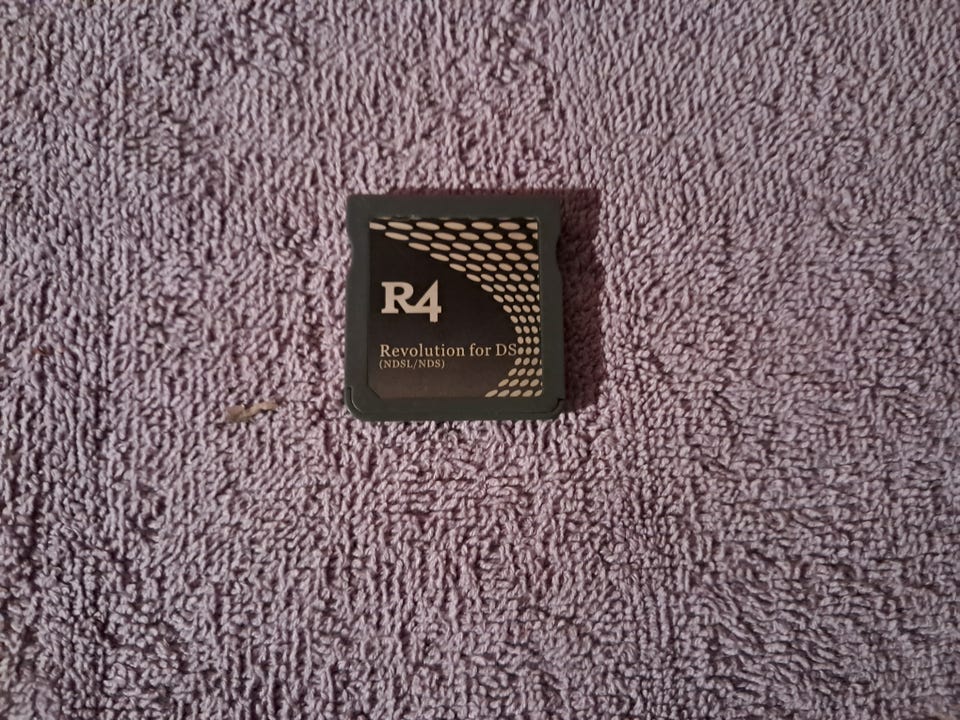 R4
Revolution for DS
(NDSL/NDS)